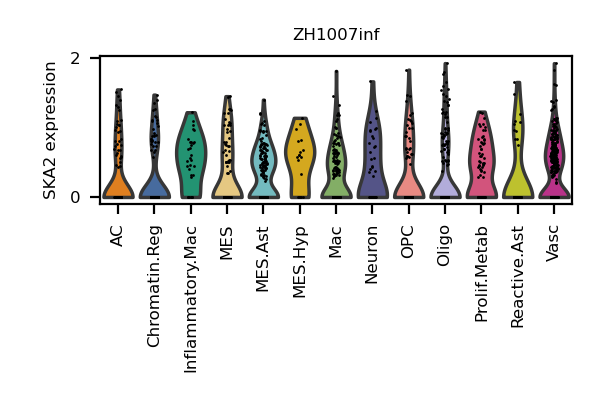 ZH1007inf
SKA2 expression
2
0
AC
Chromatin.Reg
Inflammatory.Mac
MES
MES.Ast
MES.Hyp
Mac
Neuron
OPC
Oligo
Prolif.Metab
Reactive.Ast
Vasc